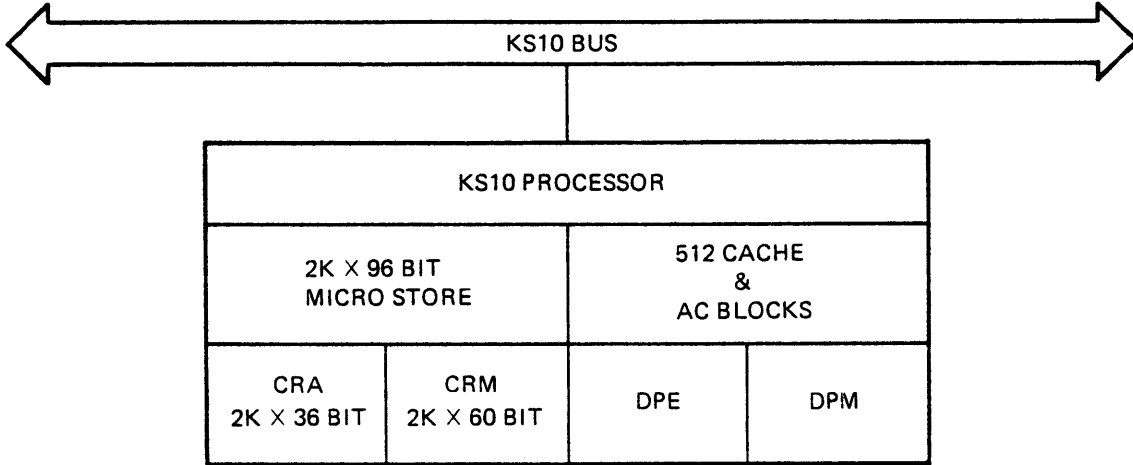 KS10 BUS
KS10 PROCESSOR
2K X 96 BIT
MICRO STORE
512 CACHE
&
AC BLOCKS
CRA
2K X 36 BIT
CRM
2K X 60 BIT
DPE
DPM